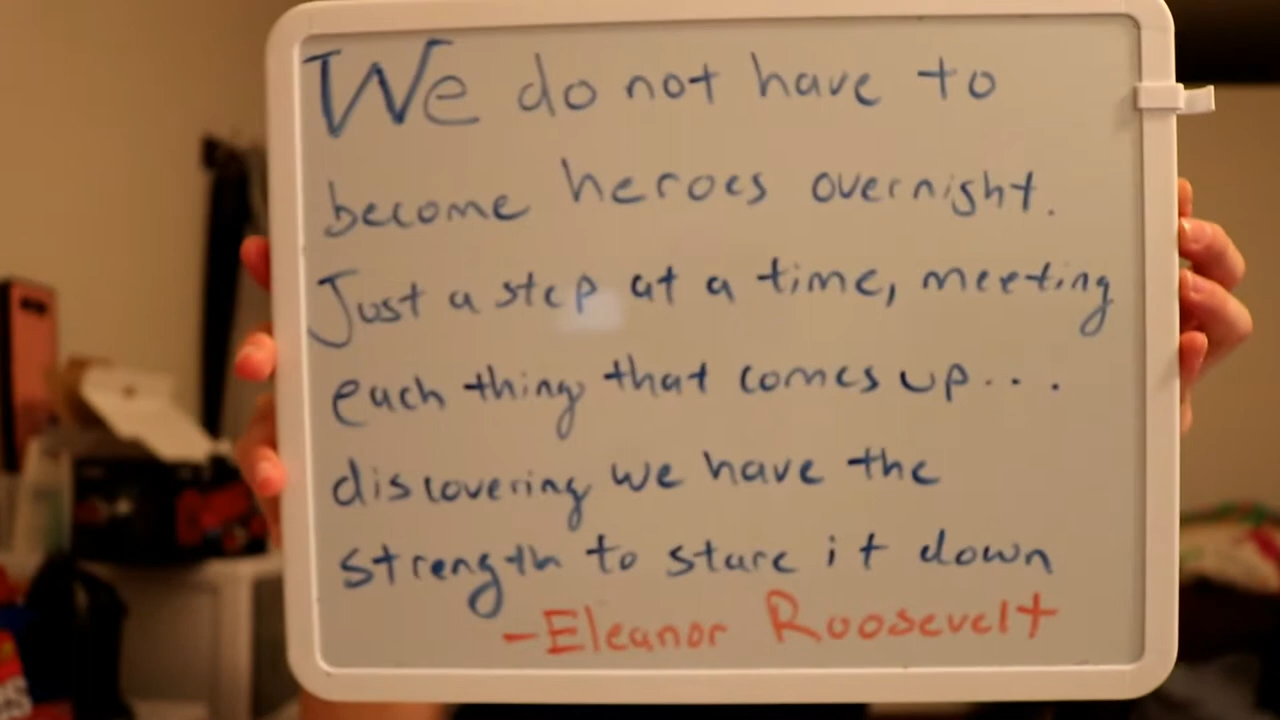 We do not have to
become heroes overnight.
Just a step at a time, meeting
each thing that comes up...
discovering we have the
strength to stare it down
-Eleanor Roosevelt